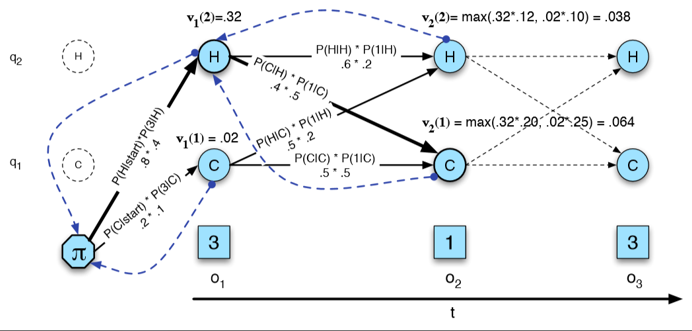 v1(2)=.32
v2(2)= max(.32*.12, .02*.10) = .038
q2
H
H
P(H|H) * P(1|H)
.6 * .2
H
H
P(C|H) * P(1|C)
.4 * .5
P(H|start)*P(3|H)
.8 * .4
v1(1) = .02
P(H|C) * P(1|H)
.5 * .2
v2(1) = max(.32*.20, .02*.25) = .064
q1
C
C
P(C|C) * P(1|C)
.5 * .5
C
C
P(C|start) * P(3|C)
.2 * .1
π
3
1
3
o1
o2
o3
t